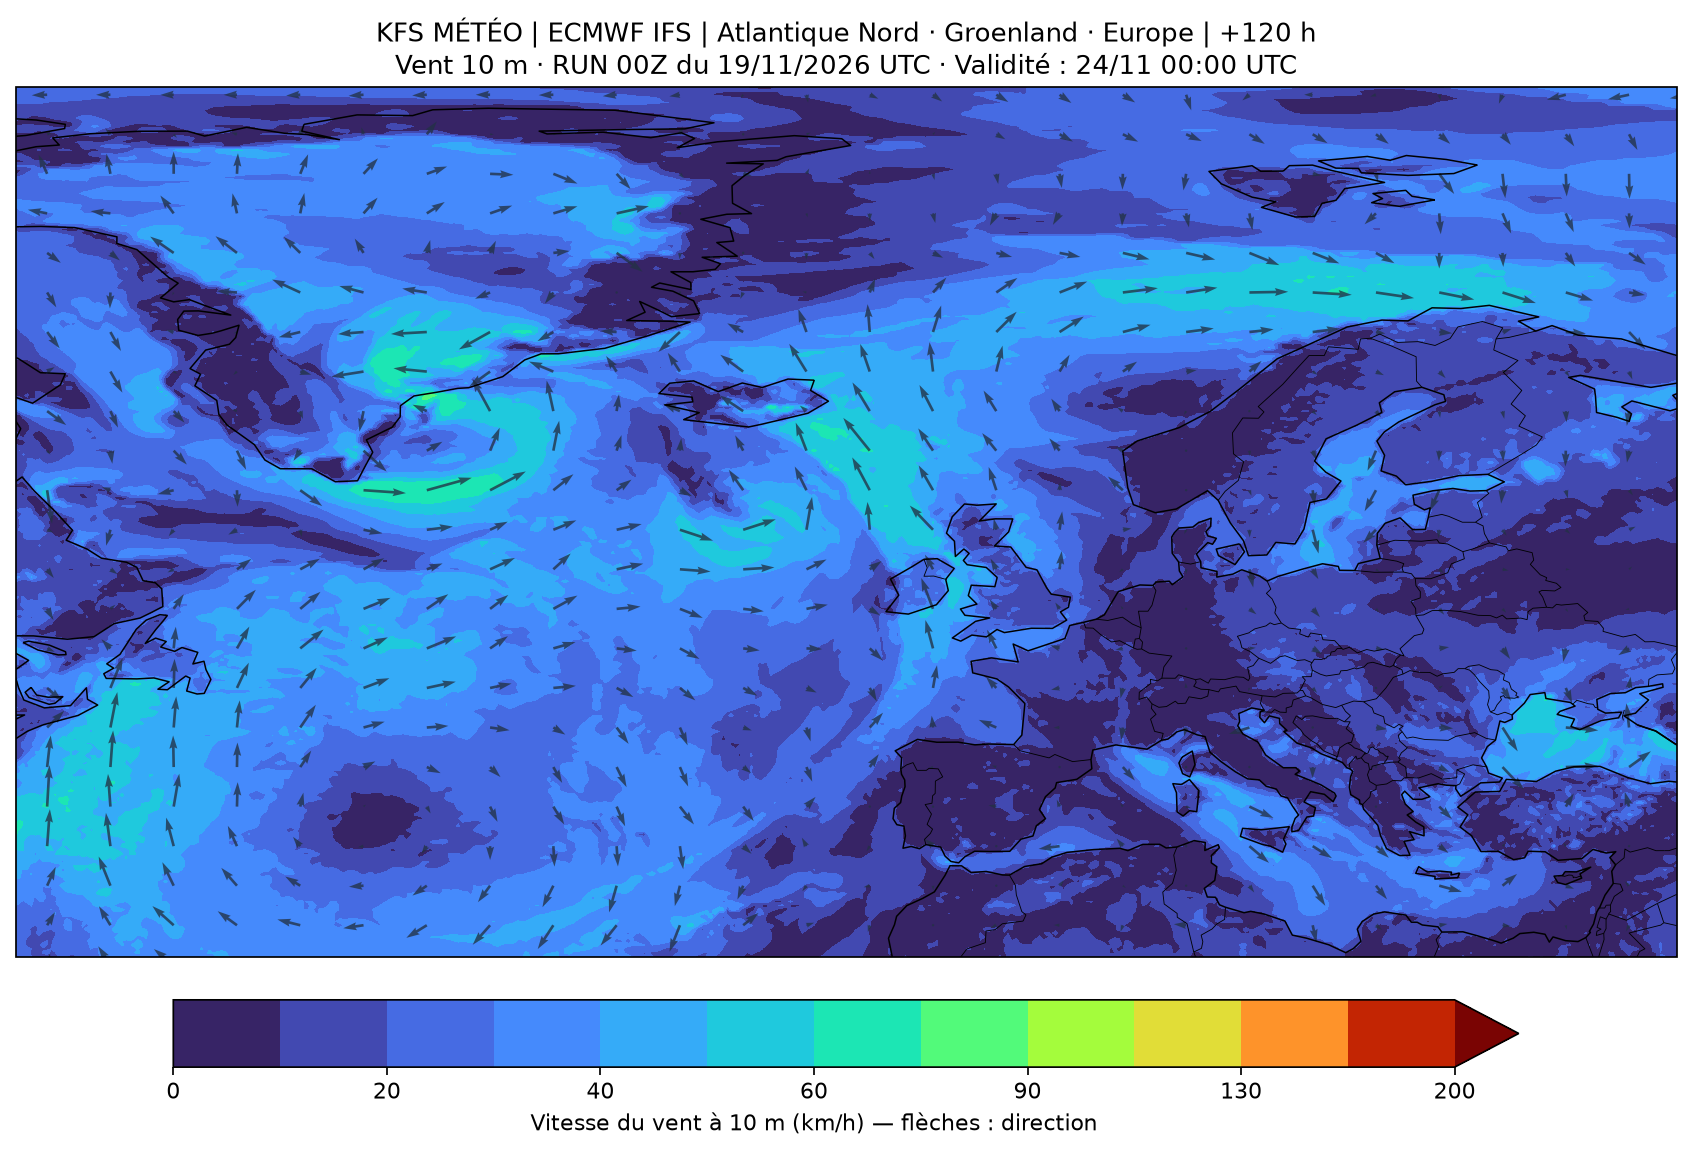 KFS MÉTÉO | ECMWF IFS | Atlantique Nord · Groenland · Europe | +120 h
Vent 10 m · RUN 00Z du 19/11/2026 UTC · Validité : 24/11 00:00 UTC
0 20 40 60 90 130 200
Vitesse du vent à 10 m (km/h) — flèches : direction